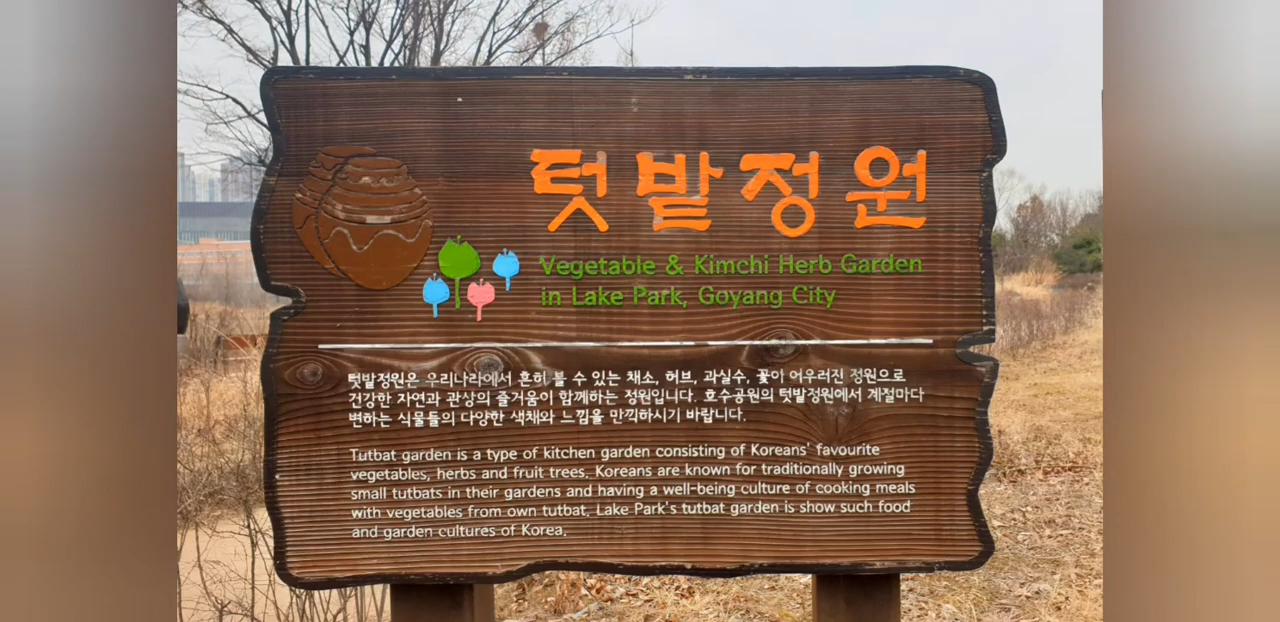 텃밭정원
Vegetable & Kimchi Herb Garden
in Lake Park, Goyang City
텃밭정원은 우리나라에서 흔히 볼 수 있는 채소, 허브, 과실수, 꽃이 어우러진 정원으로
건강한 자연과 관상의 즐거움이 함께하는 정원입니다. 호수공원의 텃밭정원에서 계절마다
변하는 식물들의 다양한 색채와 느낌을 만끽하시기 바랍니다.
Tutbat garden is a type of kitchen garden consisting of Koreans' favourite
vegetables, herbs and fruit trees. Koreans are known for traditionally growing
small tutbats in their gardens and having a well-being culture of cooking meals
with vegetables from own tutbat. Lake Park's tutbat garden is show such food
and garden cultures of Korea.